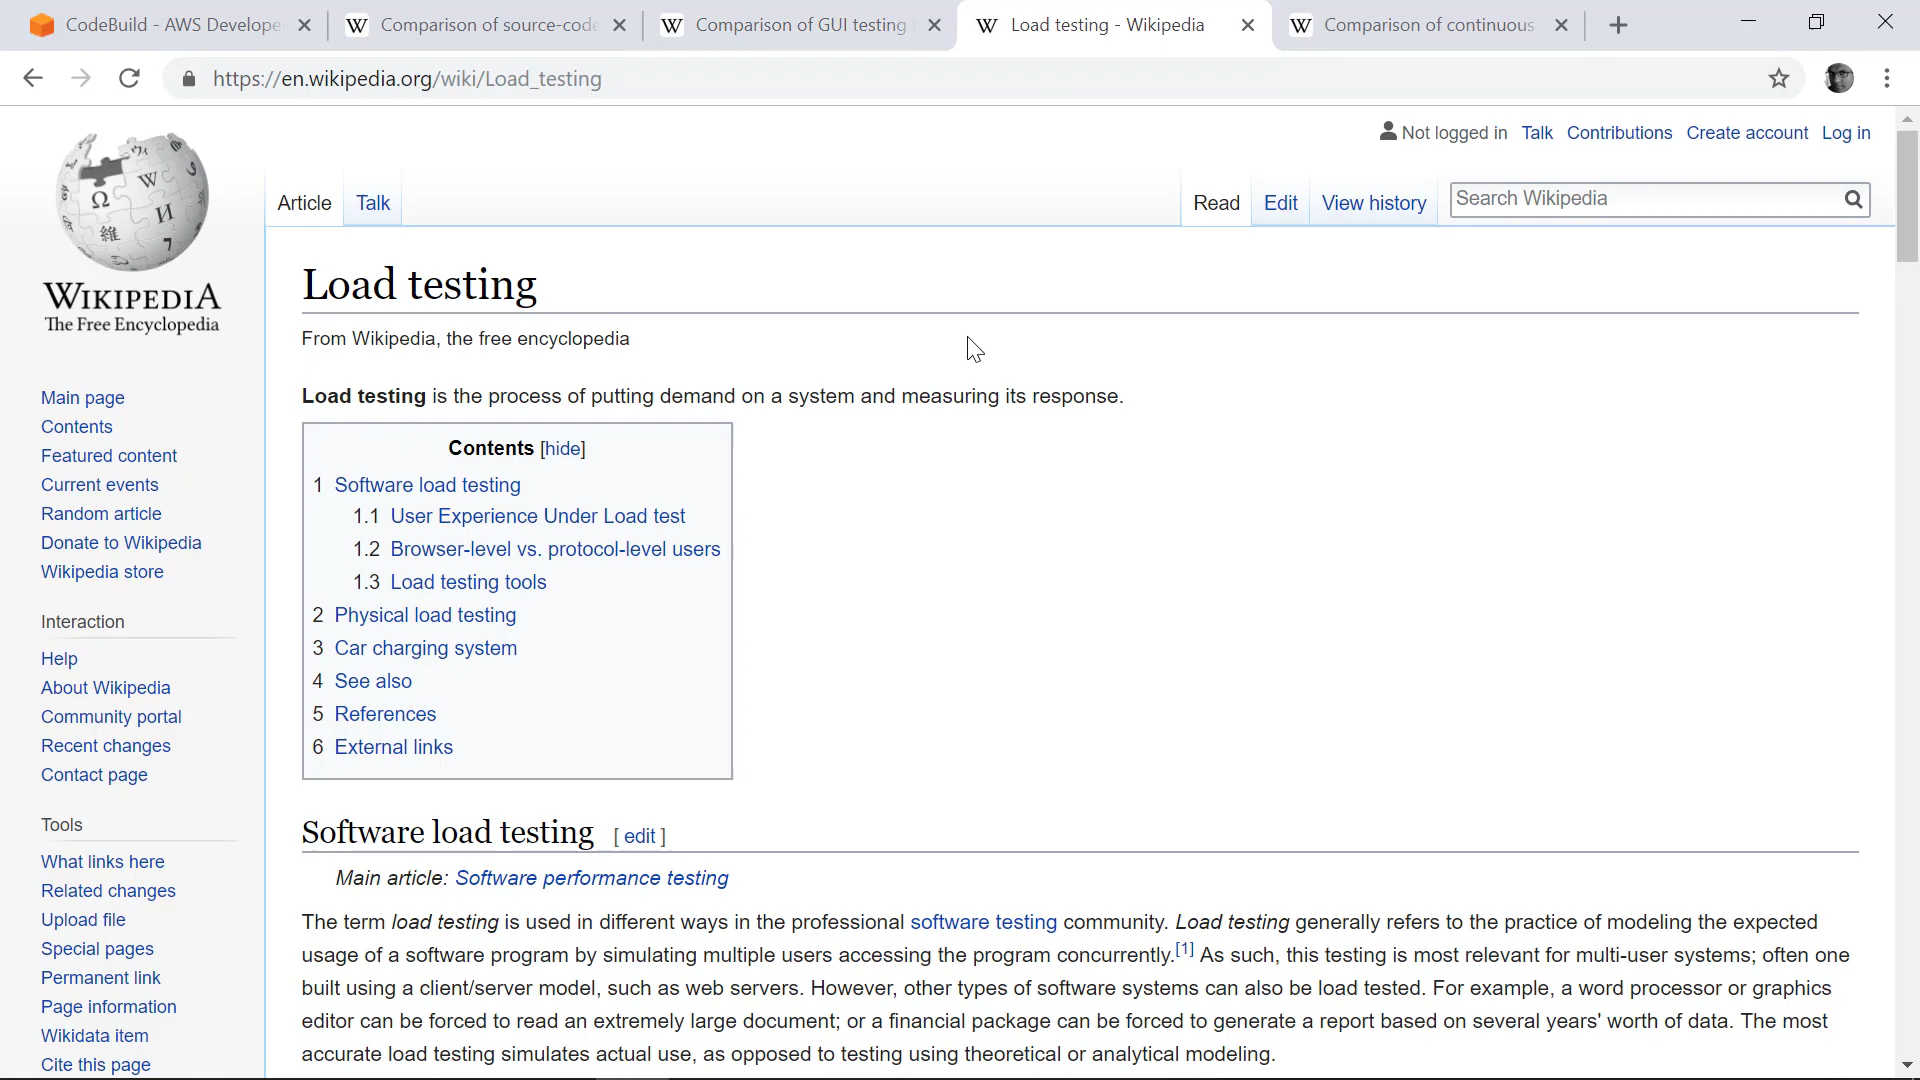 CodeBuild - AWS Develope
Comparison of source-code
Comparison of GUI testing
Load testing - Wikipedia
Comparison of continuous
https://en.wikipedia.org/wiki/Load_testing
Not logged in Talk Contributions Create account Log in
Article Talk Read Edit View history Search Wikipedia
WIKIPEDIA
The Free Encyclopedia
Main page
Contents
Featured content
Current events
Random article
Donate to Wikipedia
Wikipedia store
Interaction
Help
About Wikipedia
Community portal
Recent changes
Contact page
Tools
What links here
Related changes
Upload file
Special pages
Permanent link
Page information
Wikidata item
Cite this page
Load testing
From Wikipedia, the free encyclopedia
Load testing is the process of putting demand on a system and measuring its response.
Contents [hide]
1 Software load testing
1.1 User Experience Under Load test
1.2 Browser-level vs. protocol-level users
1.3 Load testing tools
2 Physical load testing
3 Car charging system
4 See also
5 References
6 External links
Software load testing [ edit ]
Main article: Software performance testing
The term load testing is used in different ways in the professional software testing community. Load testing generally refers to the practice of modeling the expected
usage of a software program by simulating multiple users accessing the program concurrently.[1] As such, this testing is most relevant for multi-user systems; often one
built using a client/server model, such as web servers. However, other types of software systems can also be load tested. For example, a word processor or graphics
editor can be forced to read an extremely large document; or a financial package can be forced to generate a report based on several years' worth of data. The most
accurate load testing simulates actual use, as opposed to testing using theoretical or analytical modeling.